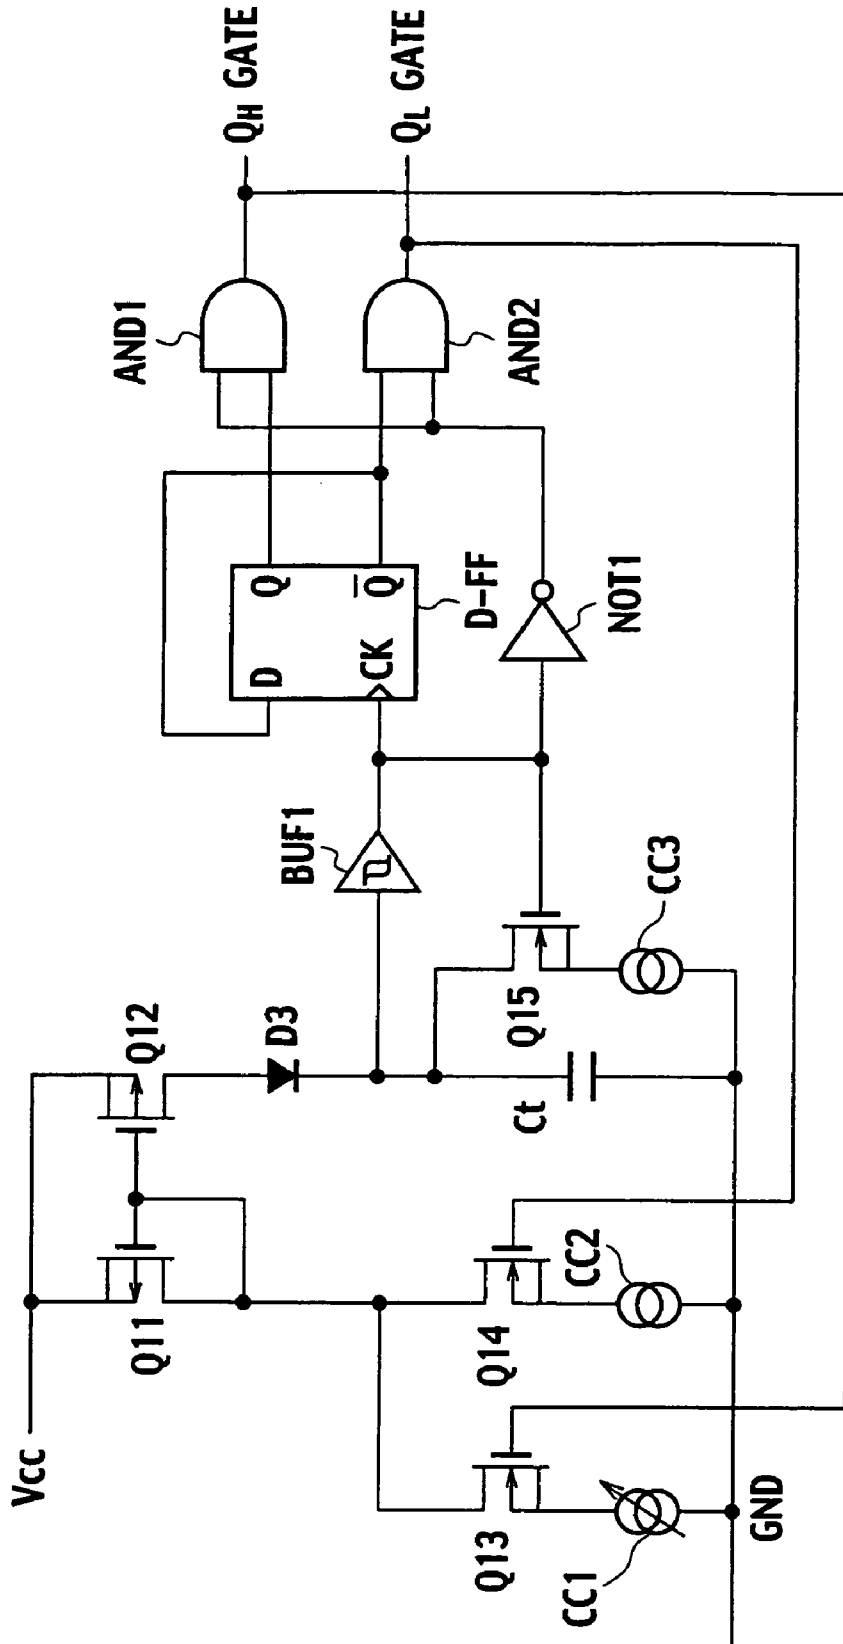 Vcc
Q11
Q12
D3
BUF1
D
CK
Q
Q̅
D-FF
NOT1
AND1
AND2
QH GATE
QL GATE
Q13
Q14
Q15
Ct
CC1
CC2
CC3
GND